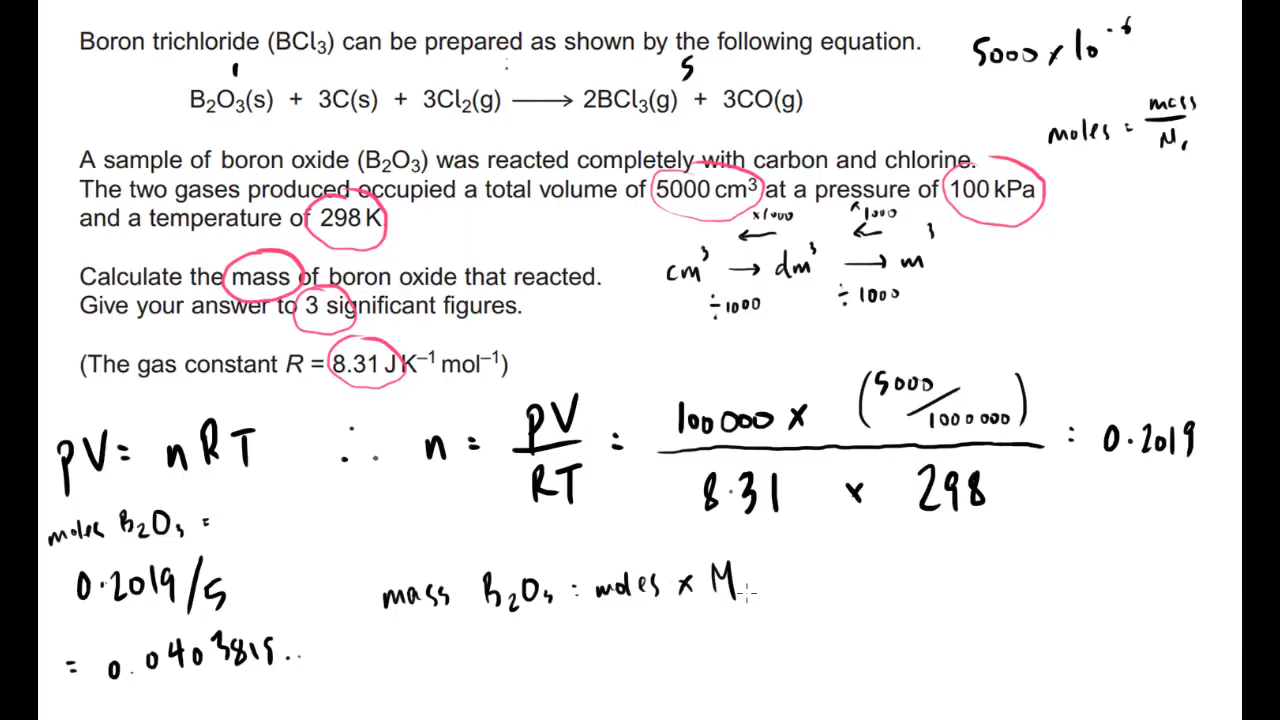 Boron trichloride (BCl₃) can be prepared as shown by the following equation.
5000 × 10⁻⁶
1 5
B₂O₃(s) + 3C(s) + 3Cl₂(g) ⟶ 2BCl₃(g) + 3CO(g)
moles = mass / Mr
A sample of boron oxide (B₂O₃) was reacted completely with carbon and chlorine.
The two gases produced occupied a total volume of 5000 cm³ at a pressure of 100 kPa
and a temperature of 298 K
×1000 ×1000
← ←
cm³ → dm³ → m³
÷1000 ÷1000
Calculate the mass of boron oxide that reacted.
Give your answer to 3 significant figures.
(The gas constant R = 8.31 J K⁻¹ mol⁻¹)
pV = nRT ∴ n = pV / RT = 100 000 × (5000 / 1000 000) / 8.31 × 298 = 0.2019
moles B₂O₃ =
0.2019 / 5
mass B₂O₃ = moles × M
= 0.0403815..